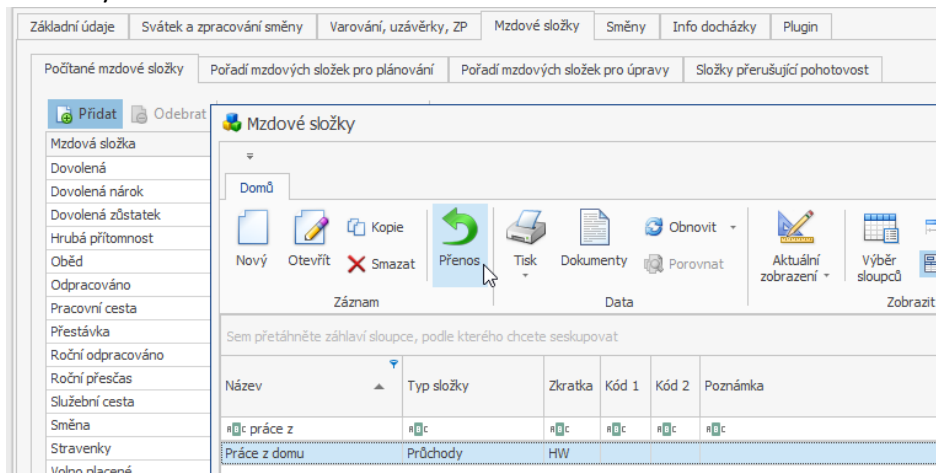 Základní údaje Svátek a zpracování směny Varování, uzávěrky, ZP Mzdové složky Směny Info docházky Plugin
Počítané mzdové složky Pořadí mzdových složek pro plánování Pořadí mzdových složek pro úpravy Složky přerušující pohotovost
Přidat Odebrat
Mzdová složka
Dovolená
Dovolená nárok
Dovolená zůstatek
Hrubá přítomnost
Oběd
Odpracováno
Pracovní cesta
Přestávka
Roční odpracováno
Roční přesčas
Služební cesta
Směna
Stravenky
Volno placené
Mzdové složky
Domů
Nový Otevřít Kopie Smazat Přenos Tisk Dokumenty Obnovit Porovnat Aktuální zobrazení Výběr sloupců
Záznam Data Zobrazit
Sem přetáhněte záhlaví sloupce, podle kterého chcete seskupovat
Název Typ složky Zkratka Kód 1 Kód 2 Poznámka
práce z
Práce z domu Průchody HW